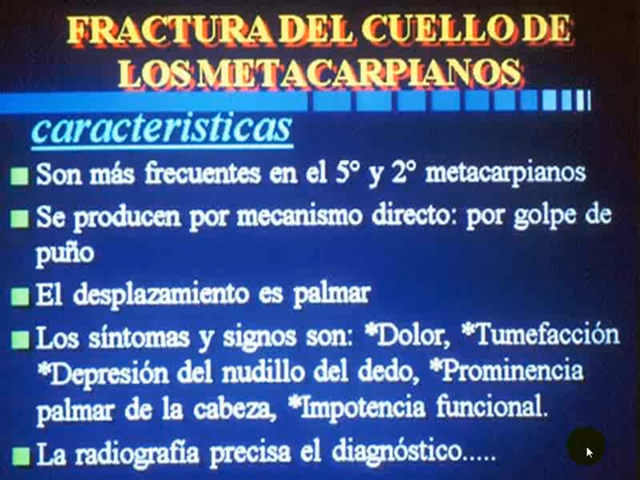 FRACTURA DEL CUELLO DE
LOS METACARPIANOS
caracteristicas
Son más frecuentes en el 5° y 2° metacarpianos
Se producen por mecanismo directo: por golpe de
puño
El desplazamiento es palmar
Los síntomas y signos son: *Dolor, *Tumefacción
*Depresión del nudillo del dedo, *Prominencia
palmar de la cabeza, *Impotencia funcional.
La radiografía precisa el diagnóstico.....